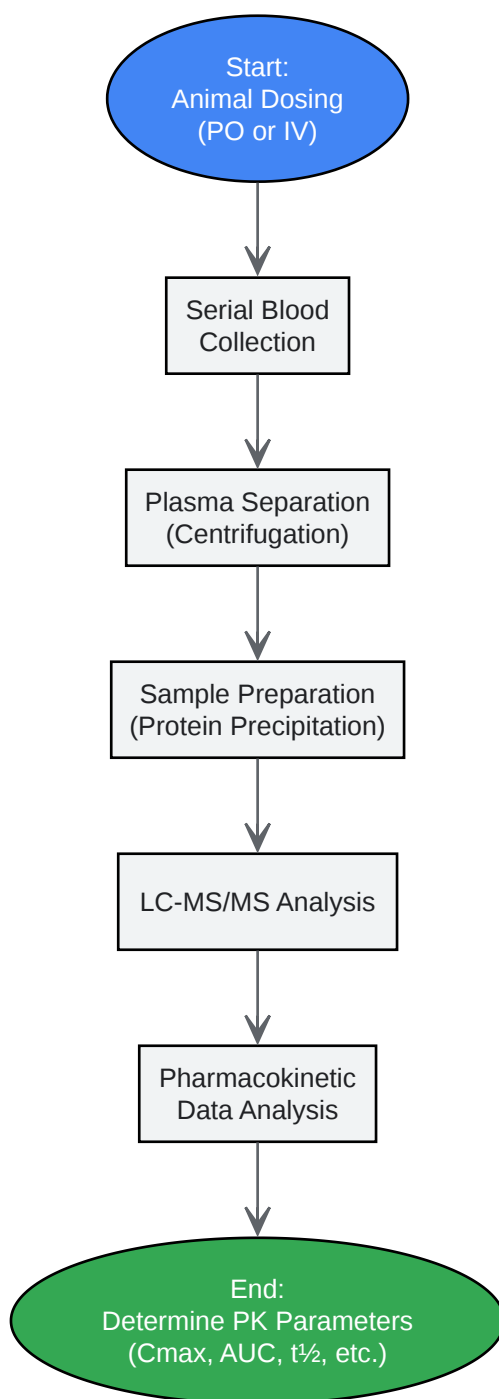 Start:
Animal Dosing
(PO or IV)
Serial Blood
Collection
Plasma Separation
(Centrifugation)
Sample Preparation
(Protein Precipitation)
LC-MS/MS Analysis
Pharmacokinetic
Data Analysis
End:
Determine PK Parameters
(Cmax, AUC, t½, etc.)